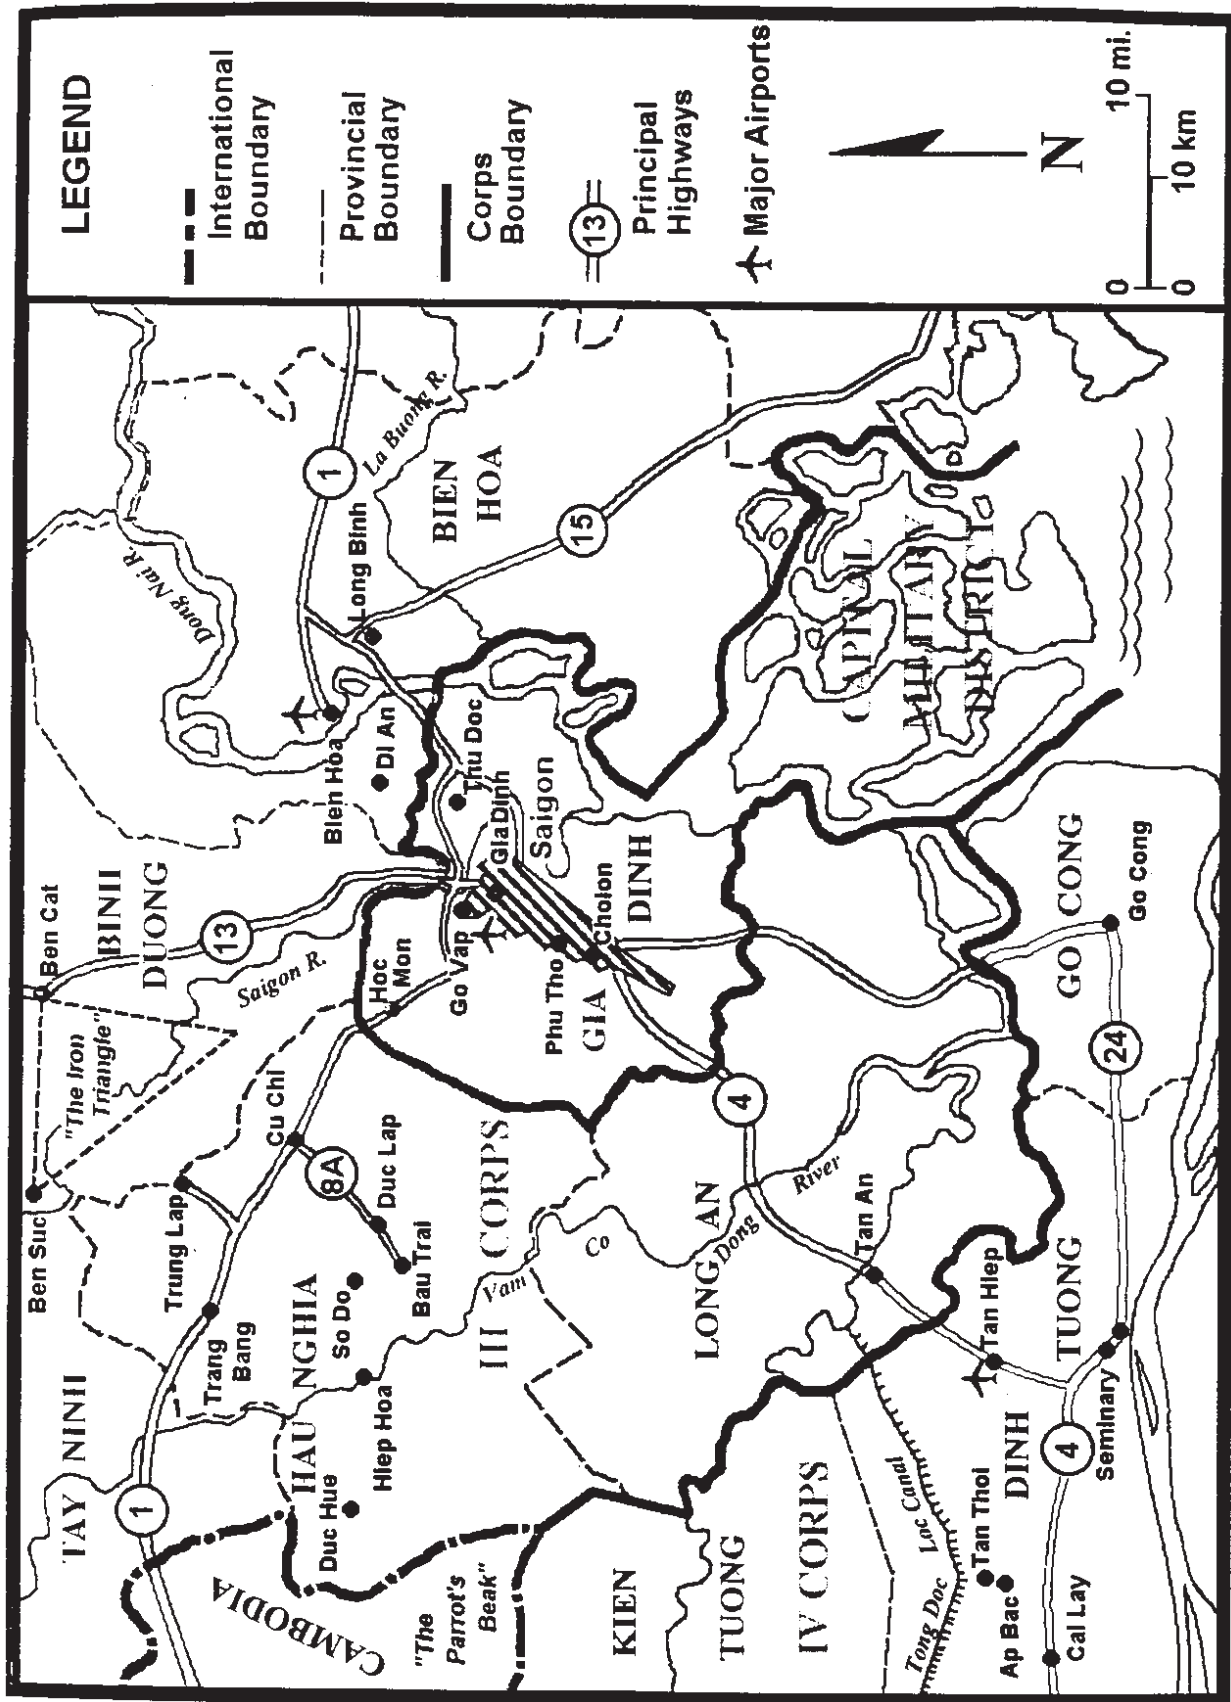 LEGEND
International
Boundary
Provincial
Boundary
Corps
Boundary
13
Principal
Highways
Major Airports
N
0
10 mi.
0
10 km
TAY NINH
1
CAMBODIA
"The
Parrot's
Beak"
KIEN
TUONG
IV CORPS
Tong Doc Loc Canal
Ap Bac
Tan Thoi
Cal Lay
Duc Hue
HAU NGHIA
Hiep Hoa
So Do
Bau Trai
Duc Lap
8A
Trang
Bang
Trung Lap
Cu Chi
Ben Suc
"The Iron
Triangle"
Ben Cat
BINH
DUONG
13
Saigon R.
III CORPS
Vam Co Dong River
LONG AN
Tan An
Tan Hiep
DINH TUONG
4
4
Seminary
24
GO CONG
Go Cong
Hoc
Mon
Go Vap
Phu Tho
GIA DINH
Cholon
Saigon
Gia Dinh
Thu Doc
Di An
Bien Hoa
Long Binh
1
15
BIEN
HOA
La Buong R.
Dong Nai R.
CAPITAL
MILITARY
DISTRICT